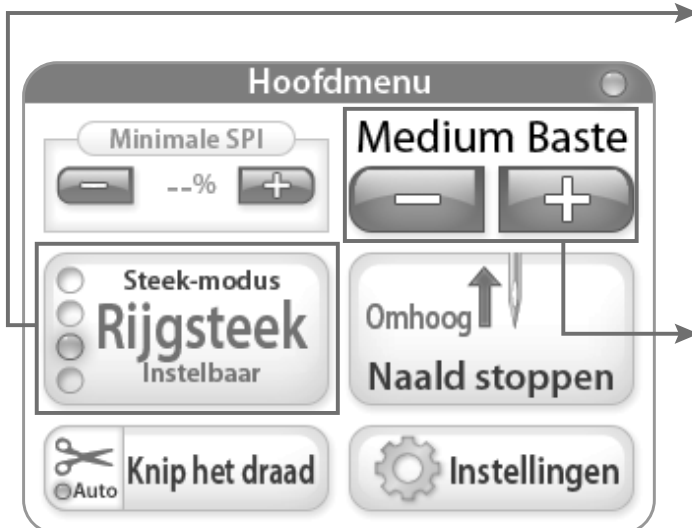 Hoofdmenu
Minimale SPI
--%
Medium Baste
Steek-modus
Rijgsteek
Instelbaar
Omhoog
Naald stoppen
Auto
Knip het draad
Instellingen